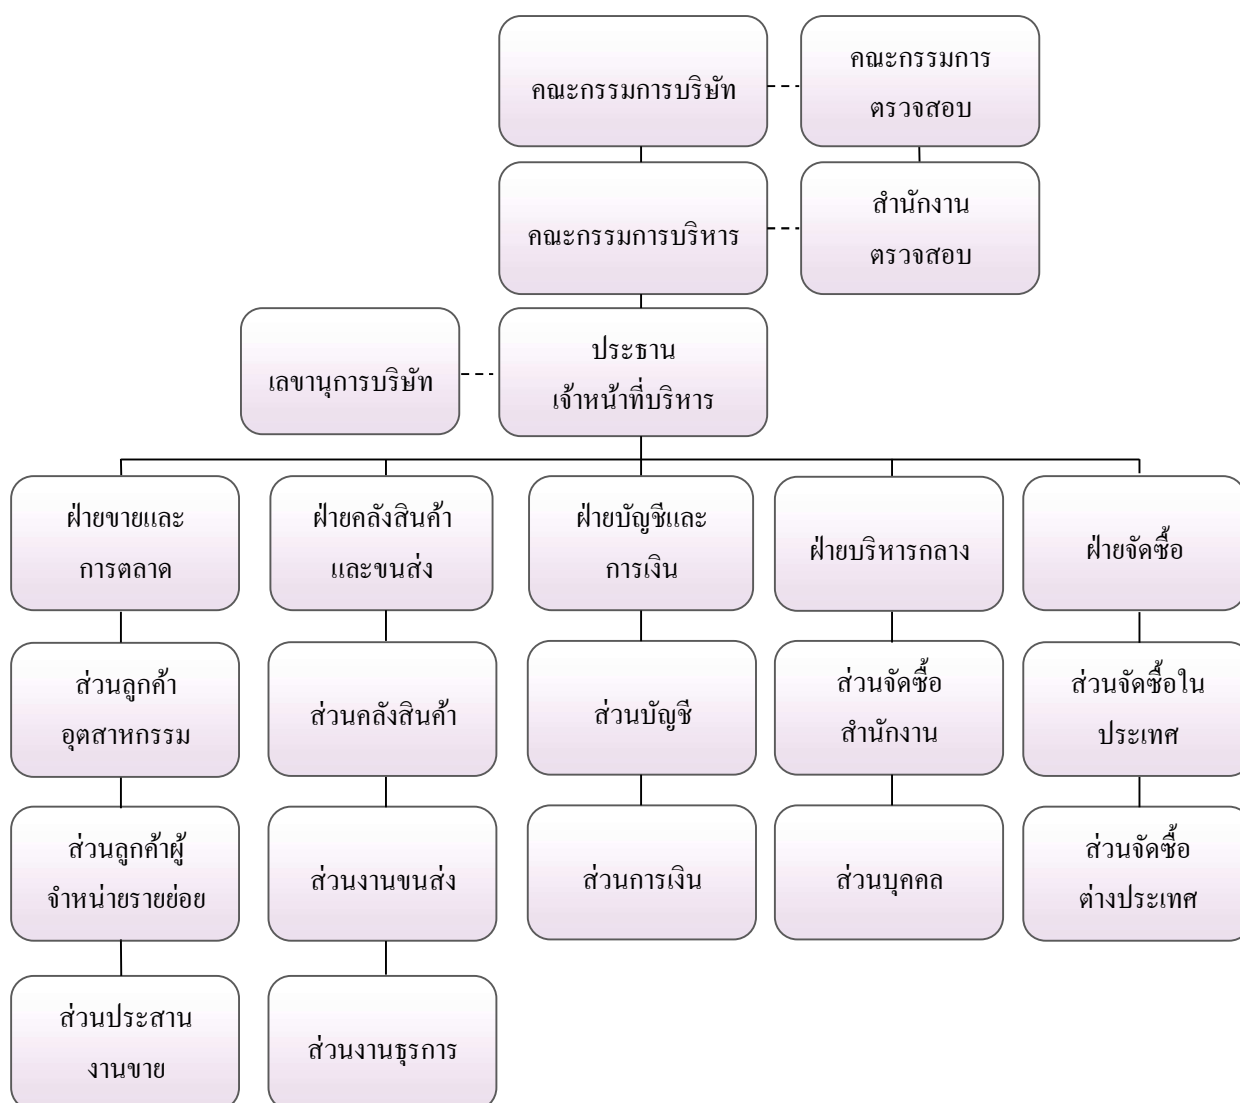 คณะกรรมการบริษัท
คณะกรรมการ
ตรวจสอบ
คณะกรรมการบริหาร
สำนักงาน
ตรวจสอบ
เลขานุการบริษัท
ประธาน
เจ้าหน้าที่บริหาร
ฝ่ายขายและ
การตลาด
ฝ่ายคลังสินค้า
และขนส่ง
ฝ่ายบัญชีและ
การเงิน
ฝ่ายบริหารกลาง
ฝ่ายจัดซื้อ
ส่วนลูกค้า
อุตสาหกรรม
ส่วนคลังสินค้า
ส่วนบัญชี
ส่วนจัดซื้อ
สำนักงาน
ส่วนจัดซื้อใน
ประเทศ
ส่วนลูกค้าผู้
จำหน่ายรายย่อย
ส่วนงานขนส่ง
ส่วนการเงิน
ส่วนบุคคล
ส่วนจัดซื้อ
ต่างประเทศ
ส่วนประสาน
งานขาย
ส่วนงานธุรการ